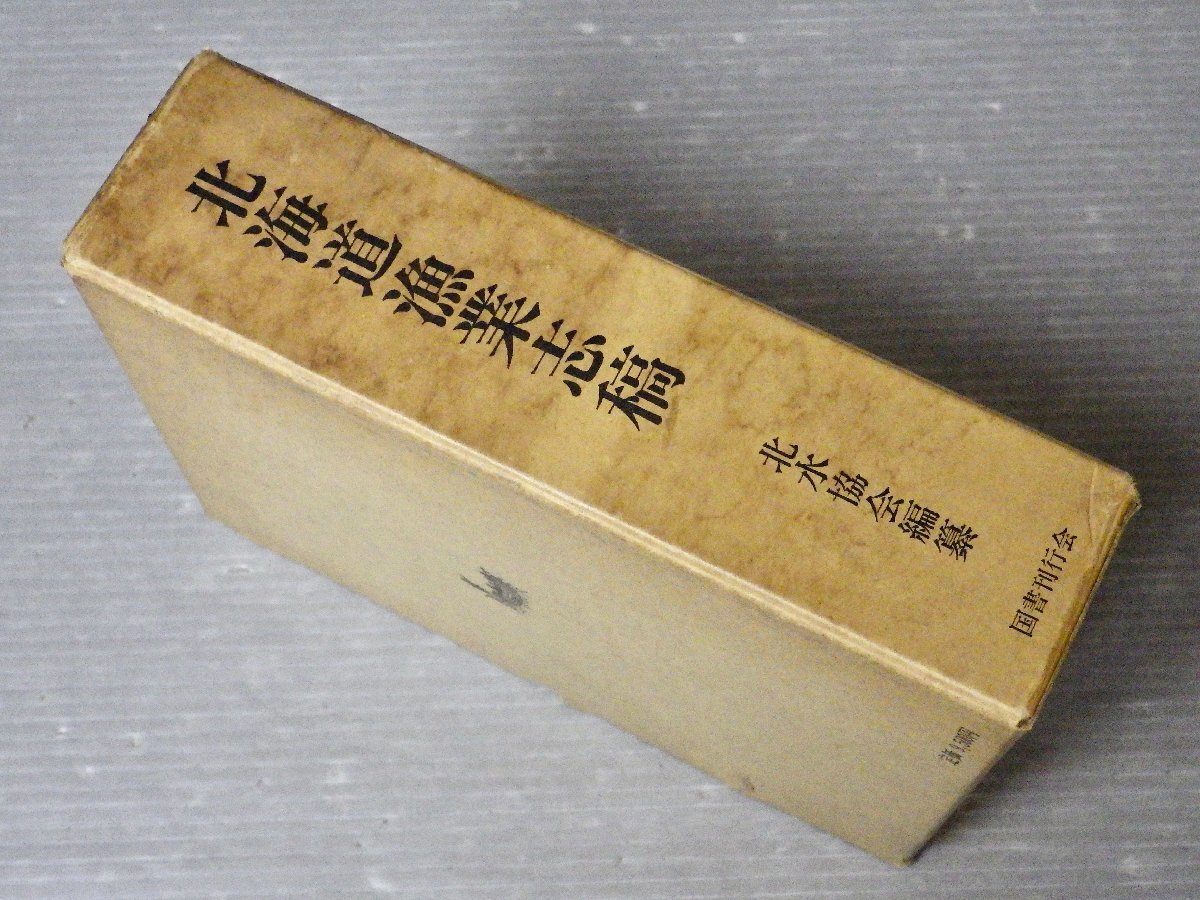 北海道漁業志稿
北水協会編纂
国書刊行会